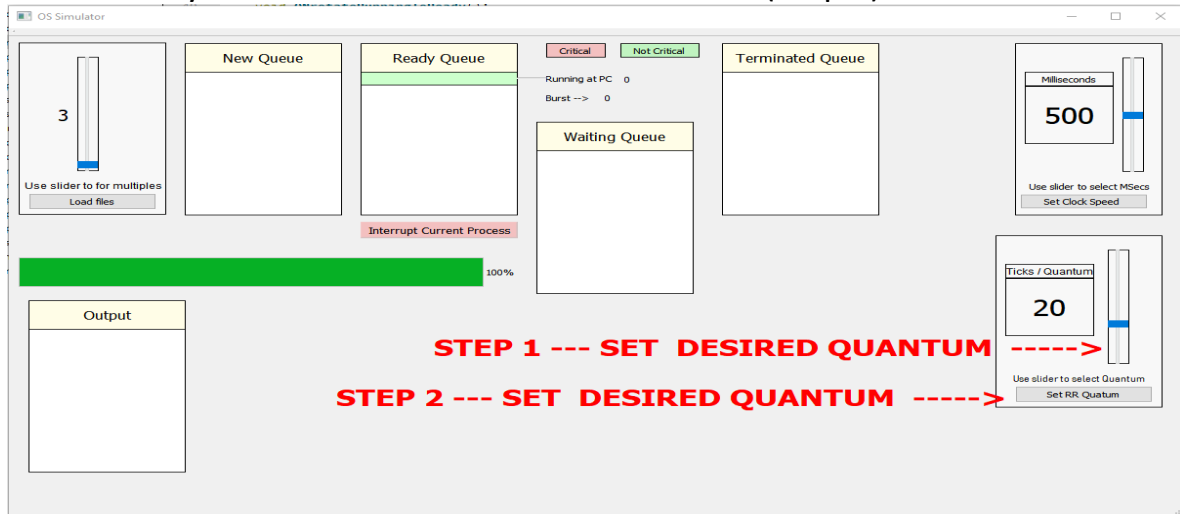 OS Simulator
New Queue
Ready Queue
Critical
Not Critical
Terminated Queue
Running at PC 0
Burst --> 0
Milliseconds
500
3
Waiting Queue
Use slider to for multiples
Load files
Use slider to select MSecs
Set Clock Speed
Interrupt Current Process
100%
Ticks / Quantum
20
Output
STEP 1 --- SET DESIRED QUANTUM ----->
Use slider to select Quantum
STEP 2 --- SET DESIRED QUANTUM ----->
Set RR Quatum